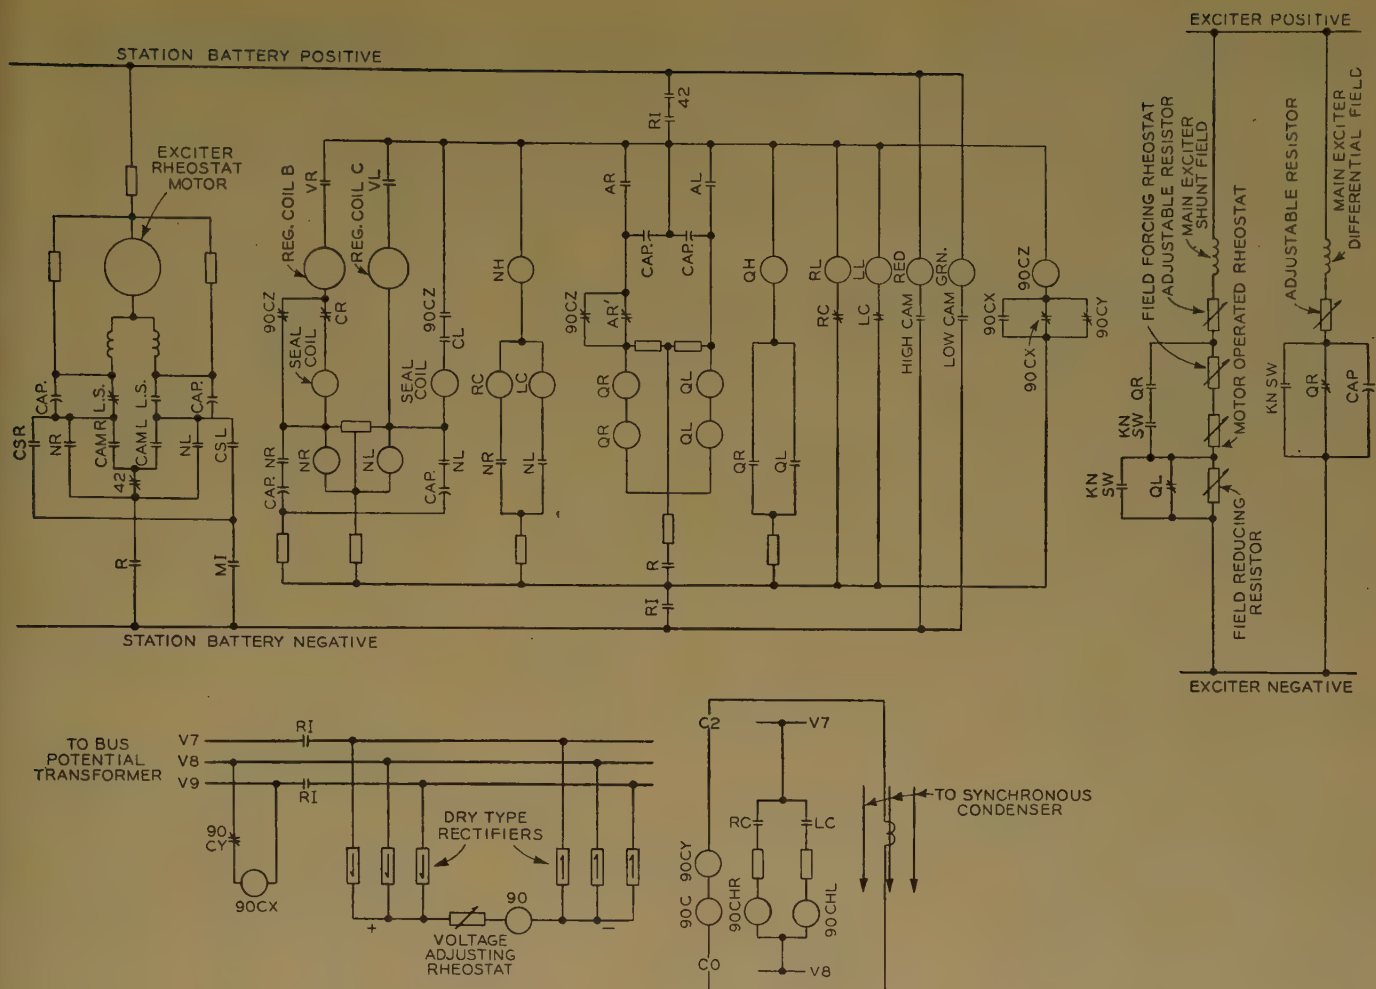 EXCITER POSITIVE
STATION BATTERY POSITIVE
42
RI
EXCITER
RHEOSTAT
MOTOR
REG. COIL B
VR
REG. COIL C
VL
NH
AR
AL
CAP.
CAP.
QH
RL
LL
RED
GRN.
90CZ
90CZ
CR
SEAL
COIL
90CZ
CL
SEAL COIL
90CZ
AR'
RC
LC
HIGH CAM
LOW CAM
90CX
90CX
90CY
FIELD FORCING RHEOSTAT
ADJUSTABLE RESISTOR
MAIN EXCITER
SHUNT FIELD
MOTOR OPERATED RHEOSTAT
ADJUSTABLE RESISTOR
MAIN EXCITER
DIFFERENTIAL FIELD
CAP.
L.S.
L.S.
CAP.
RC
LC
QR
QL
QR
QL
CSR
NR
CAM R
CAM L
NL
CSL
42
CAP.
NR
NR
NL
CAP.
NL
NR
NL
QR
QL
QR
KN
SW
KN
SW
QL
KN SW
QR
CAP
R
MI
R
RI
FIELD REDUCING
RESISTOR
STATION BATTERY NEGATIVE
EXCITER NEGATIVE
TO BUS
POTENTIAL
TRANSFORMER
V7
V8
V9
RI
RI
90
CY
90CX
DRY TYPE
RECTIFIERS
+
90
−
VOLTAGE
ADJUSTING
RHEOSTAT
C2
V7
RC
LC
90CY
90C
90CHR
90CHL
CO
V8
TO SYNCHRONOUS
CONDENSER